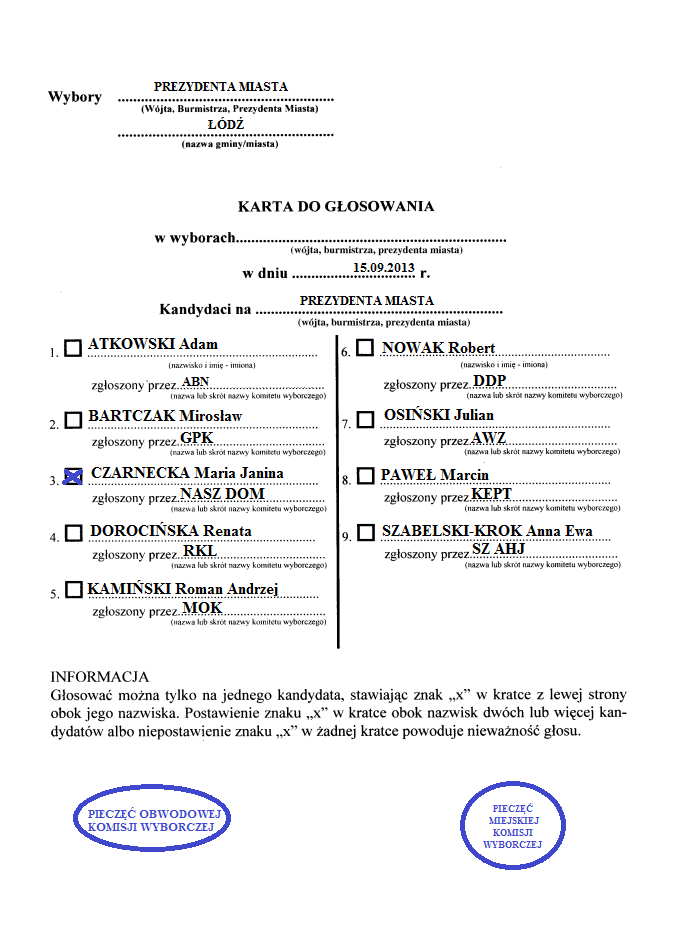 Wybory PREZYDENTA MIASTA
(Wójta, Burmistrza, Prezydenta Miasta)
ŁÓDŹ
(nazwa gminy/miasta)
KARTA DO GŁOSOWANIA
w wyborach......................................................................
(wójta, burmistrza, prezydenta miasta)
w dniu 15.09.2013 r.
Kandydaci na PREZYDENTA MIASTA
(wójta, burmistrza, prezydenta miasta)
1. ATKOWSKI Adam
(nazwisko i imię - imiona)
zgłoszony przez ABN
(nazwa lub skrót nazwy komitetu wyborczego)
2. BARTCZAK Mirosław
zgłoszony przez GPK
(nazwa lub skrót nazwy komitetu wyborczego)
3. x CZARNECKA Maria Janina
zgłoszony przez NASZ DOM
(nazwa lub skrót nazwy komitetu wyborczego)
4. DOROCIŃSKA Renata
zgłoszony przez RKL
(nazwa lub skrót nazwy komitetu wyborczego)
5. KAMIŃSKI Roman Andrzej
zgłoszony przez MOK
(nazwa lub skrót nazwy komitetu wyborczego)
6. NOWAK Robert
(nazwisko i imię - imiona)
zgłoszony przez DDP
(nazwa lub skrót nazwy komitetu wyborczego)
7. OSIŃSKI Julian
zgłoszony przez AWZ
(nazwa lub skrót nazwy komitetu wyborczego)
8. PAWEŁ Marcin
zgłoszony przez KEPT
(nazwa lub skrót nazwy komitetu wyborczego)
9. SZABELSKI-KROK Anna Ewa
zgłoszony przez SZ AHJ
(nazwa lub skrót nazwy komitetu wyborczego)
INFORMACJA
Głosować można tylko na jednego kandydata, stawiając znak „x” w kratce z lewej strony
obok jego nazwiska. Postawienie znaku „x” w kratce obok nazwisk dwóch lub więcej kan-
dydatów albo niepostawienie znaku „x” w żadnej kratce powoduje nieważność głosu.
PIECZĘĆ OBWODOWEJ
KOMISJI WYBORCZEJ
PIECZĘĆ
MIEJSKIEJ
KOMISJI
WYBORCZEJ